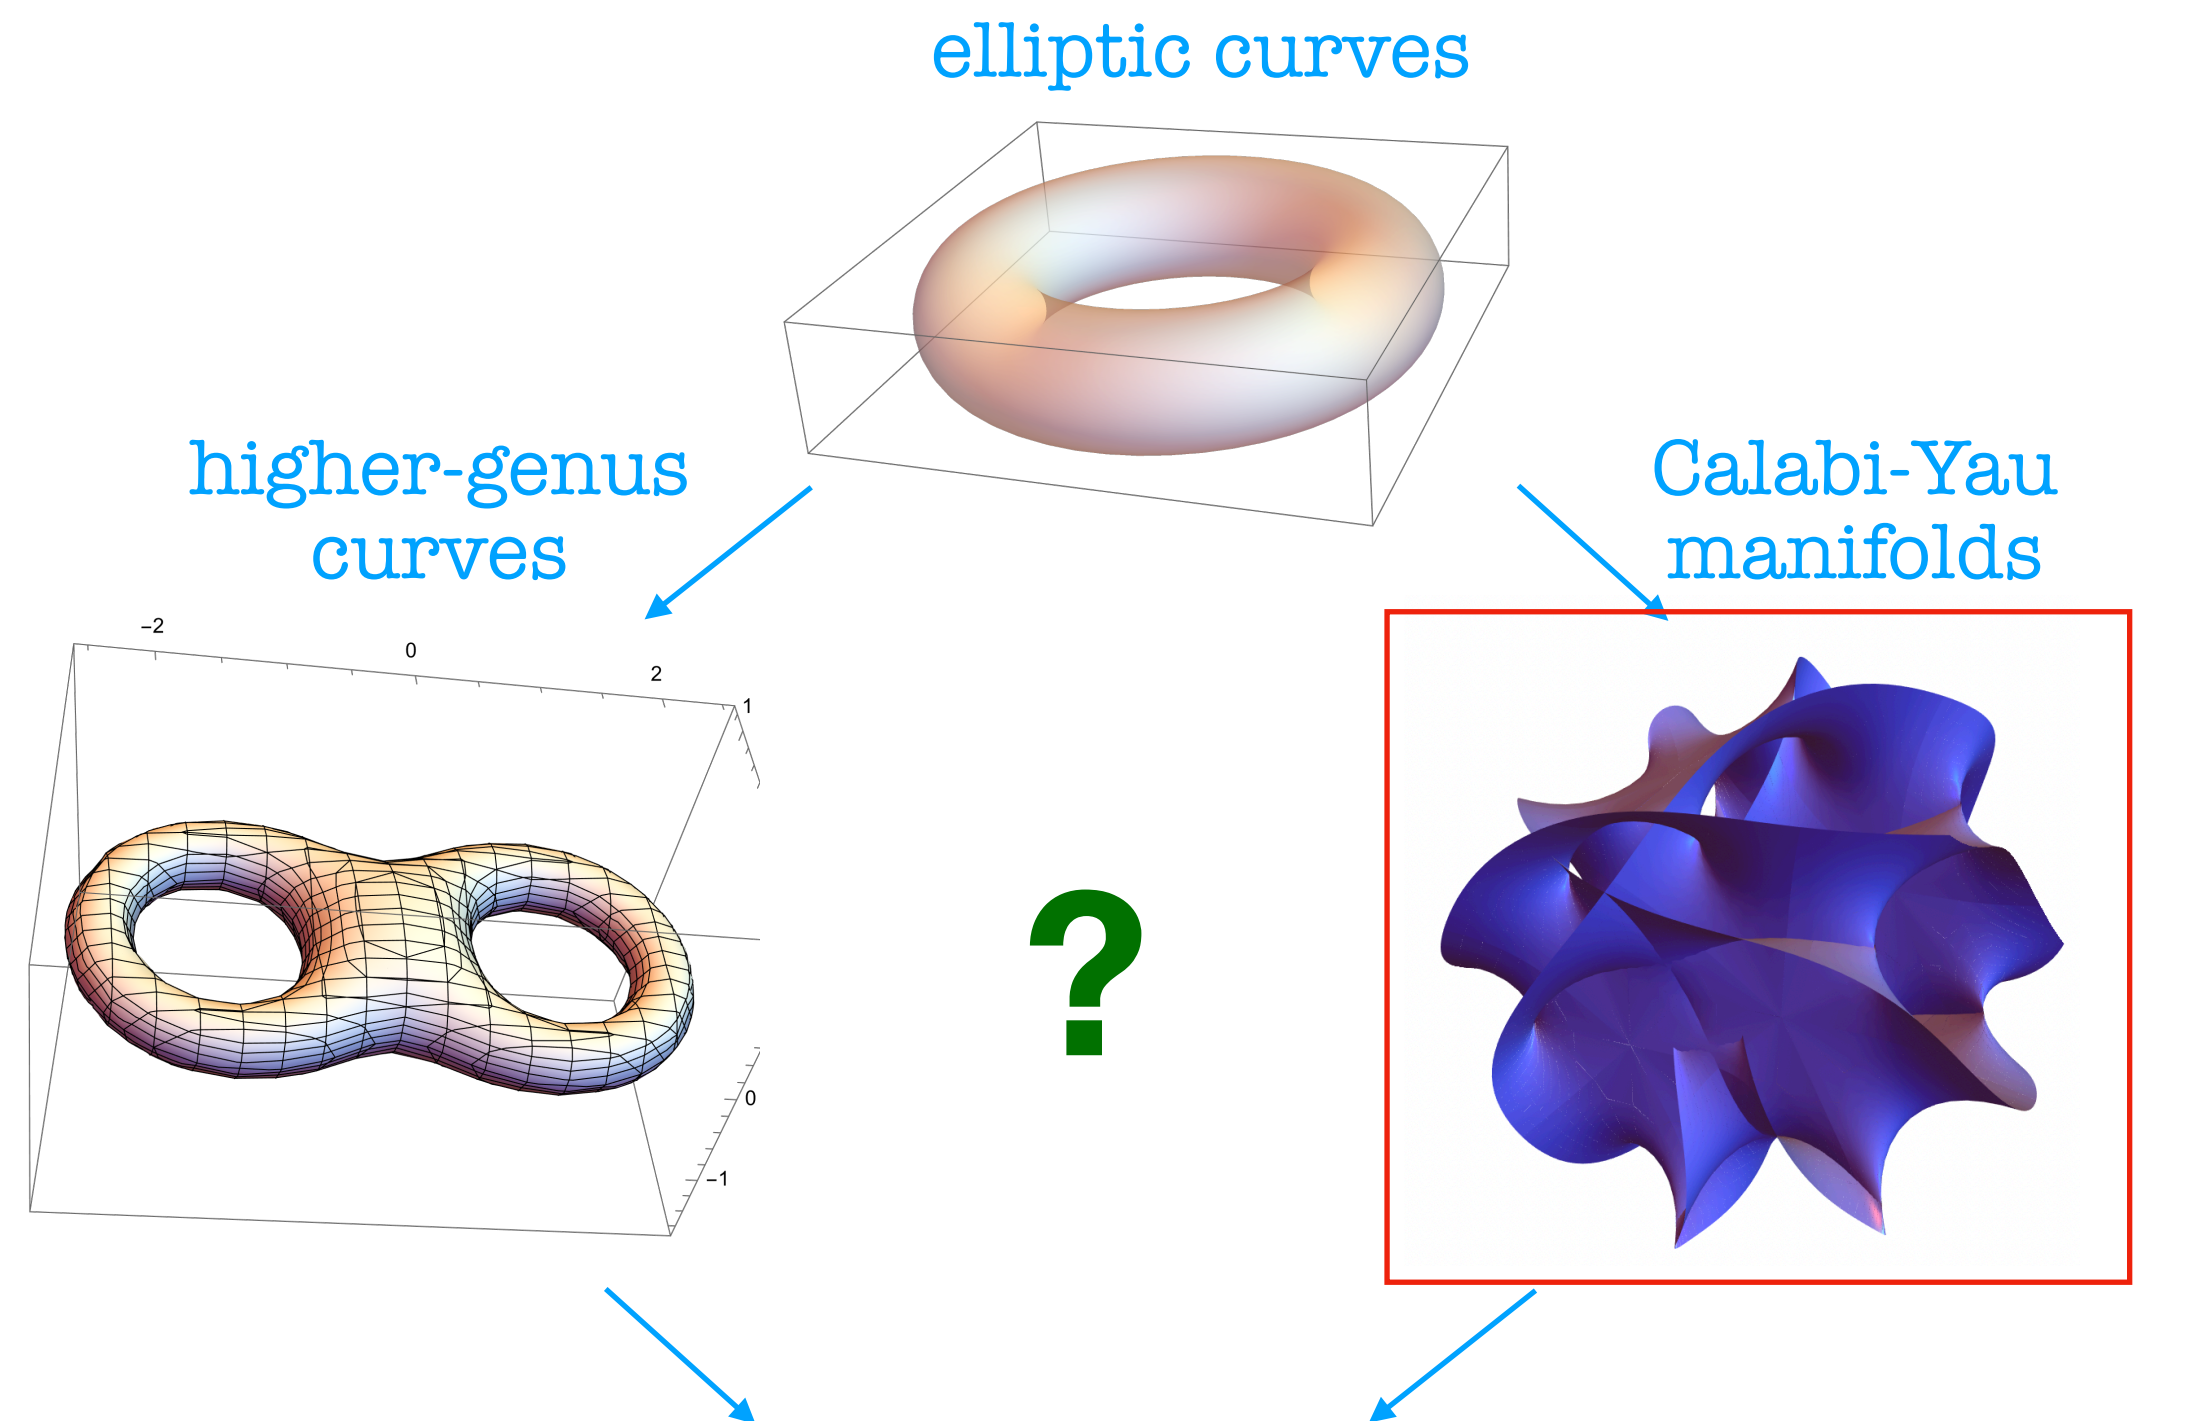 elliptic curves
higher-genus
curves
Calabi-Yau
manifolds
−2
0
2
1
?
0
−1